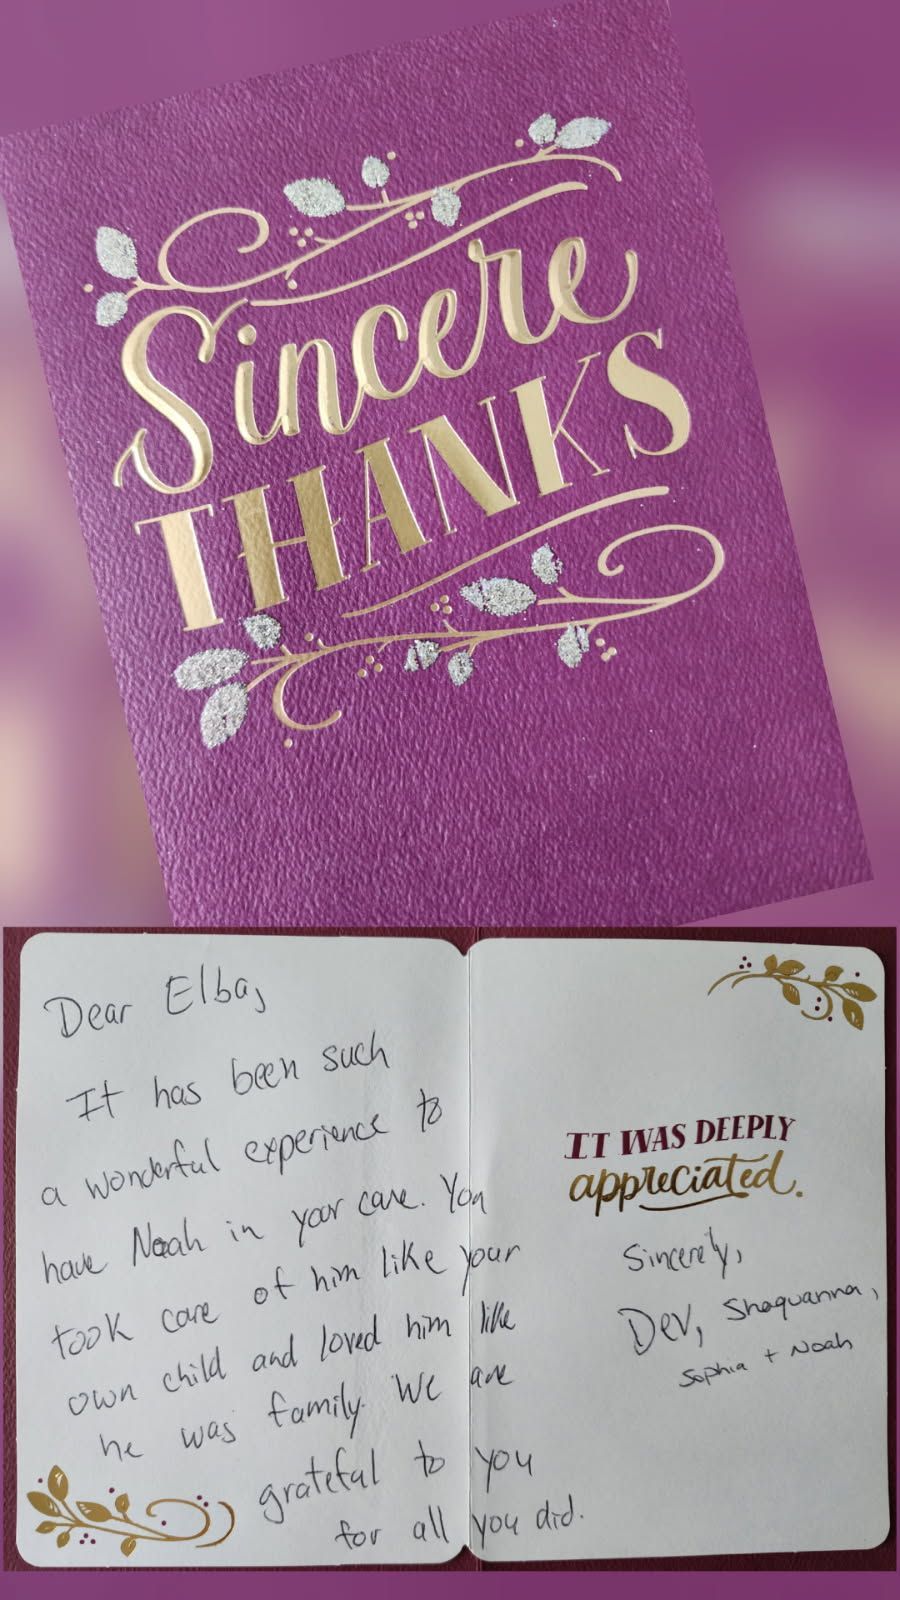 Sincere
THANKS
Dear Elba,
It has been such
a wonderful experience to
have Noah in your care. You
took care of him like your
own child and loved him like
he was family. We are
grateful to you
for all you did.
IT WAS DEEPLY
appreciated.
Sincerely,
Dev, Shaquanna,
Sophia + Noah